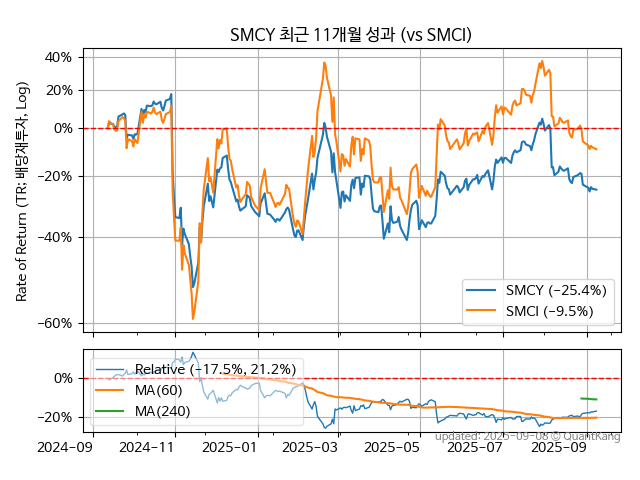 SMCY 최근 11개월 성과 (vs SMCI)
Rate of Return (TR: 배당재투자, Log)
40%
20%
0%
−20%
−40%
−60%
SMCY (−25.4%)
SMCI (−9.5%)
0%
−20%
Relative (−17.5%, 21.2%)
MA(60)
MA(240)
2024-09
2024-11
2025-01
2025-03
2025-05
2025-07
2025-09
updated: 2025-09-08 © QuantKang